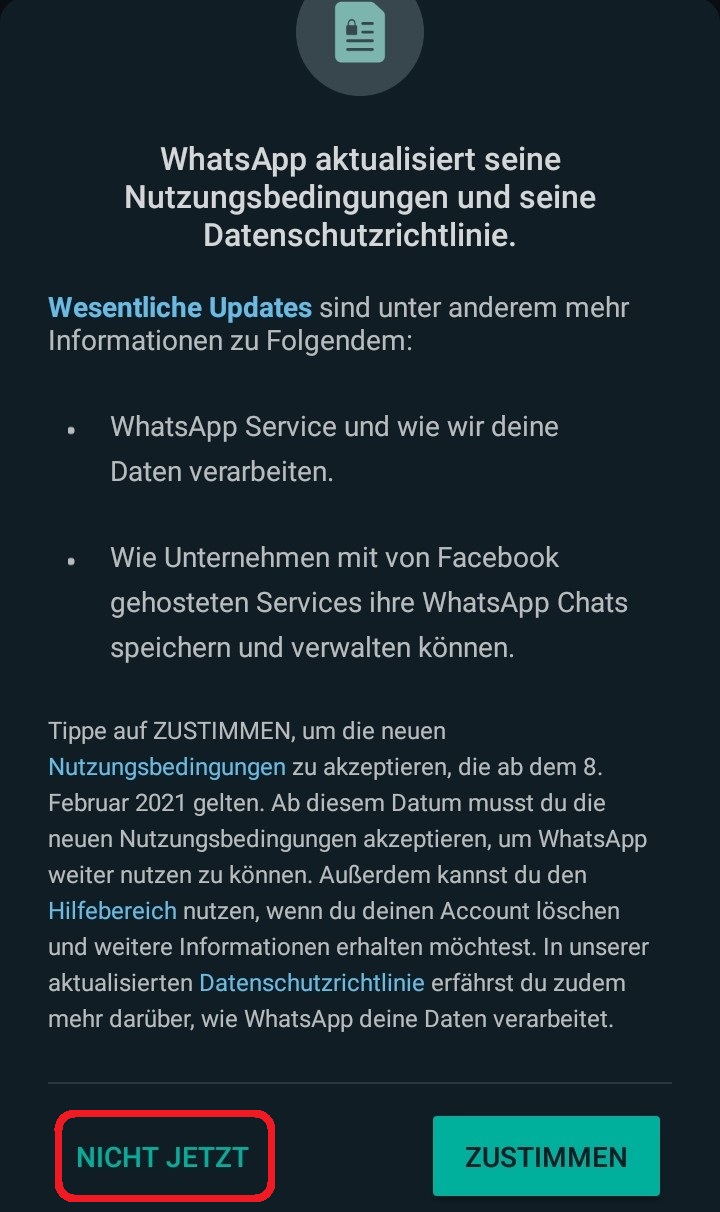 WhatsApp aktualisiert seine
Nutzungsbedingungen und seine
Datenschutzrichtlinie.
Wesentliche Updates sind unter anderem mehr
Informationen zu Folgendem:
• WhatsApp Service und wie wir deine
Daten verarbeiten.
• Wie Unternehmen mit von Facebook
gehosteten Services ihre WhatsApp Chats
speichern und verwalten können.
Tippe auf ZUSTIMMEN, um die neuen
Nutzungsbedingungen zu akzeptieren, die ab dem 8.
Februar 2021 gelten. Ab diesem Datum musst du die
neuen Nutzungsbedingungen akzeptieren, um WhatsApp
weiter nutzen zu können. Außerdem kannst du den
Hilfebereich nutzen, wenn du deinen Account löschen
und weitere Informationen erhalten möchtest. In unserer
aktualisierten Datenschutzrichtlinie erfährst du zudem
mehr darüber, wie WhatsApp deine Daten verarbeitet.
NICHT JETZT
ZUSTIMMEN